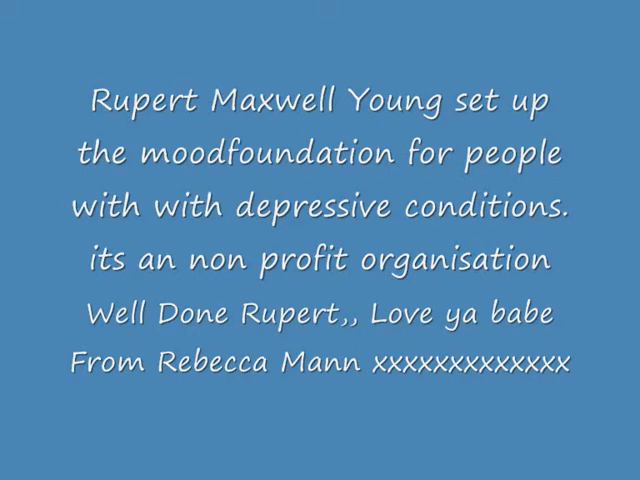 Rupert Maxwell Young set up
the moodfoundation for people
with with depressive conditions.
its an non profit organisation
Well Done Rupert,, Love ya babe
From Rebecca Mann xxxxxxxxxxxxx